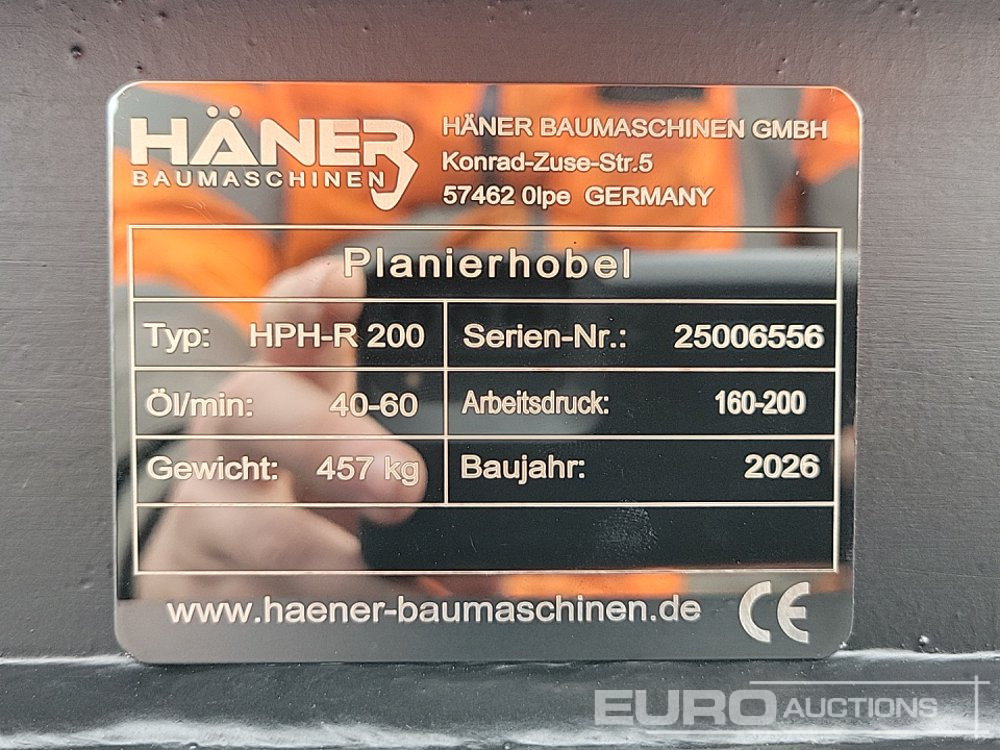 HÄNER
BAUMASCHINEN
HÄNER BAUMASCHINEN GMBH
Konrad-Zuse-Str.5
57462 Olpe GERMANY
Planierhobel
Typ: HPH-R 200 Serien-Nr.: 25006556
Öl/min: 40-60 Arbeitsdruck: 160-200
Gewicht: 457 kg Baujahr: 2026
www.haener-baumaschinen.de CE
EURO AUCTIONS